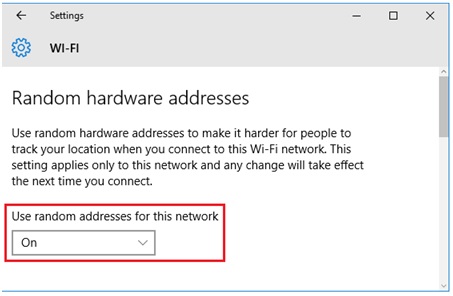 Settings
WI-FI
Random hardware addresses
Use random hardware addresses to make it harder for people to
track your location when you connect to this Wi-Fi network. This
setting applies only to this network and any change will take effect
the next time you connect.
Use random addresses for this network
On